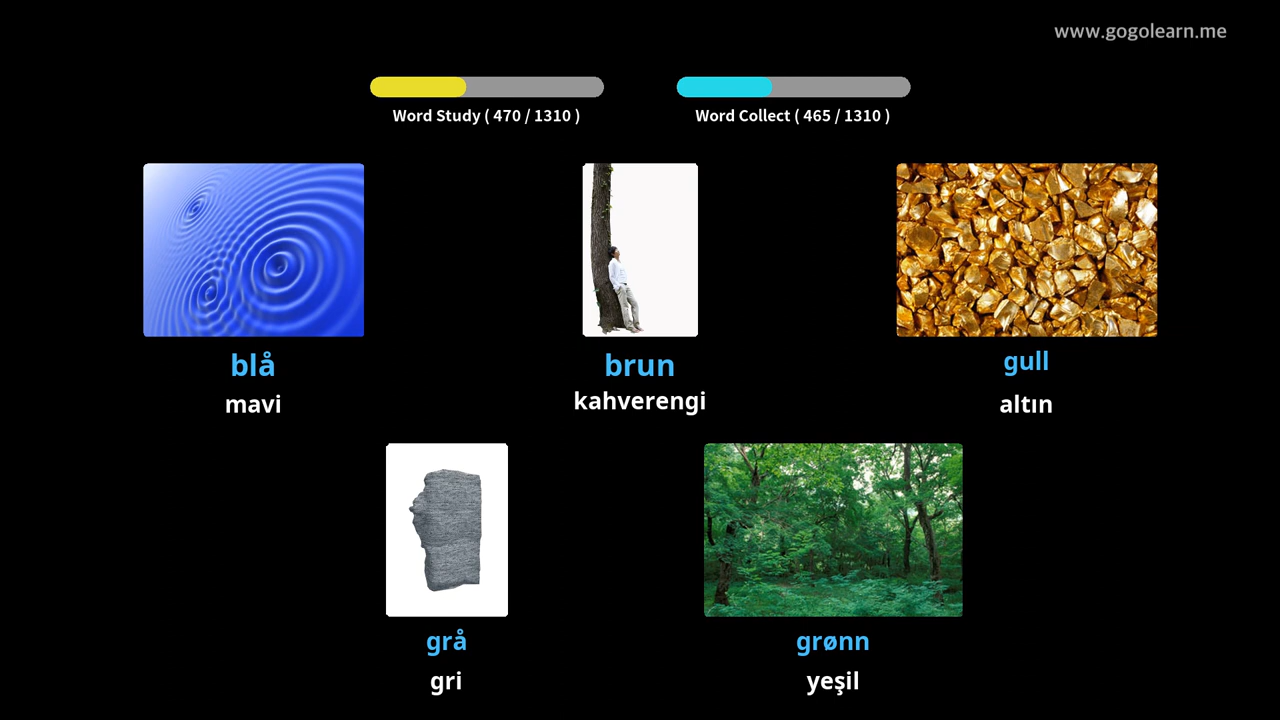 www.gogolearn.me
Word Study ( 470 / 1310 )
Word Collect ( 465 / 1310 )
blå
brun
gull
mavi
kahverengi
altın
grå
grønn
gri
yeşil